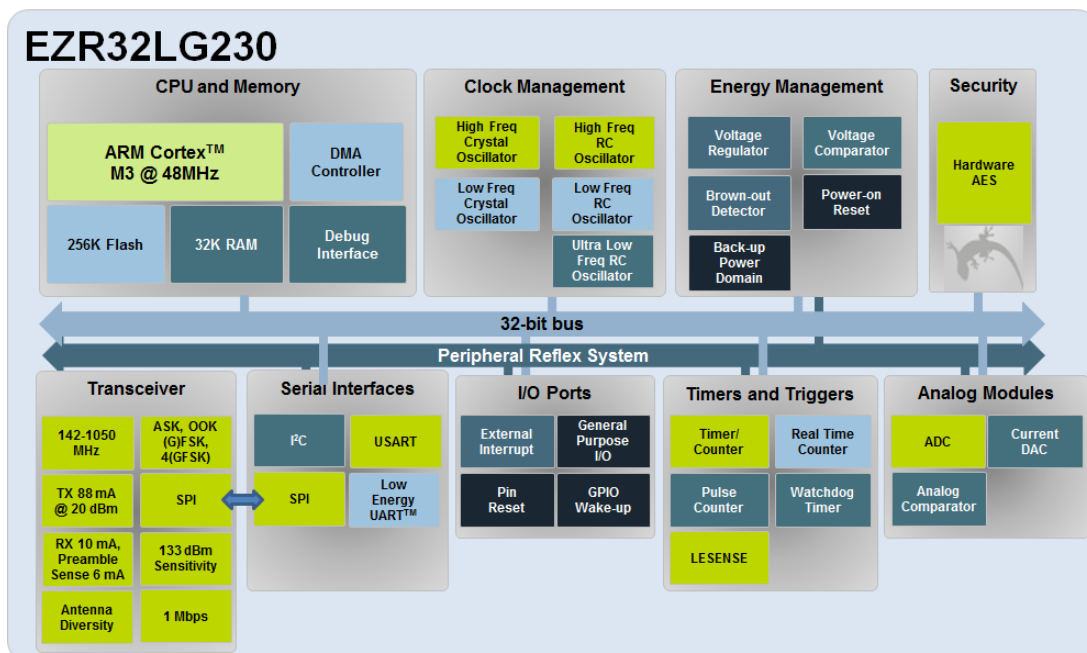 EZR32LG230
CPU and Memory
ARM Cortex™
M3 @ 48MHz
DMA
Controller
256K Flash
32K RAM
Debug
Interface
Clock Management
High Freq
Crystal
Oscillator
High Freq
RC
Oscillator
Low Freq
Crystal
Oscillator
Low Freq
RC
Oscillator
Ultra Low
Freq RC
Oscillator
Energy Management
Voltage
Regulator
Voltage
Comparator
Brown-out
Detector
Power-on
Reset
Back-up
Power
Domain
Security
Hardware
AES
32-bit bus
Peripheral Reflex System
Transceiver
142-1050
MHz
ASK, OOK
(G)FSK,
4(GFSK)
TX 88 mA
@ 20 dBm
SPI
RX 10 mA,
Preamble
Sense 6 mA
133 dBm
Sensitivity
Antenna
Diversity
1 Mbps
Serial Interfaces
I²C
USART
SPI
Low
Energy
UART™
I/O Ports
External
Interrupt
General
Purpose
I/O
Pin
Reset
GPIO
Wake-up
Timers and Triggers
Timer/
Counter
Real Time
Counter
Pulse
Counter
Watchdog
Timer
LESENSE
Analog Modules
ADC
Current
DAC
Analog
Comparator